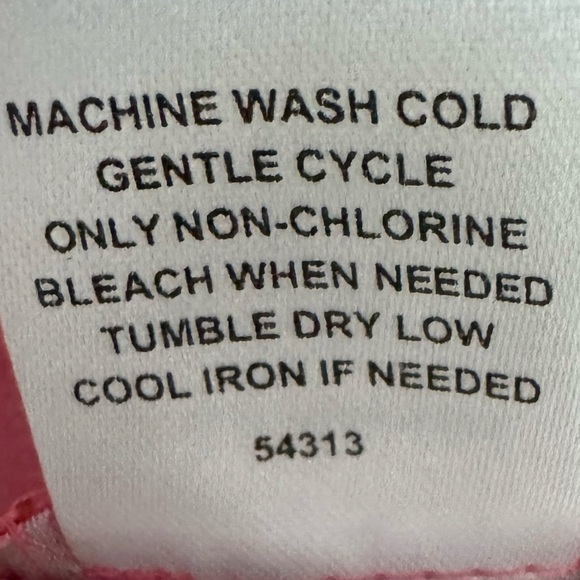 MACHINE WASH COLD
GENTLE CYCLE
ONLY NON-CHLORINE
BLEACH WHEN NEEDED
TUMBLE DRY LOW
COOL IRON IF NEEDED
54313